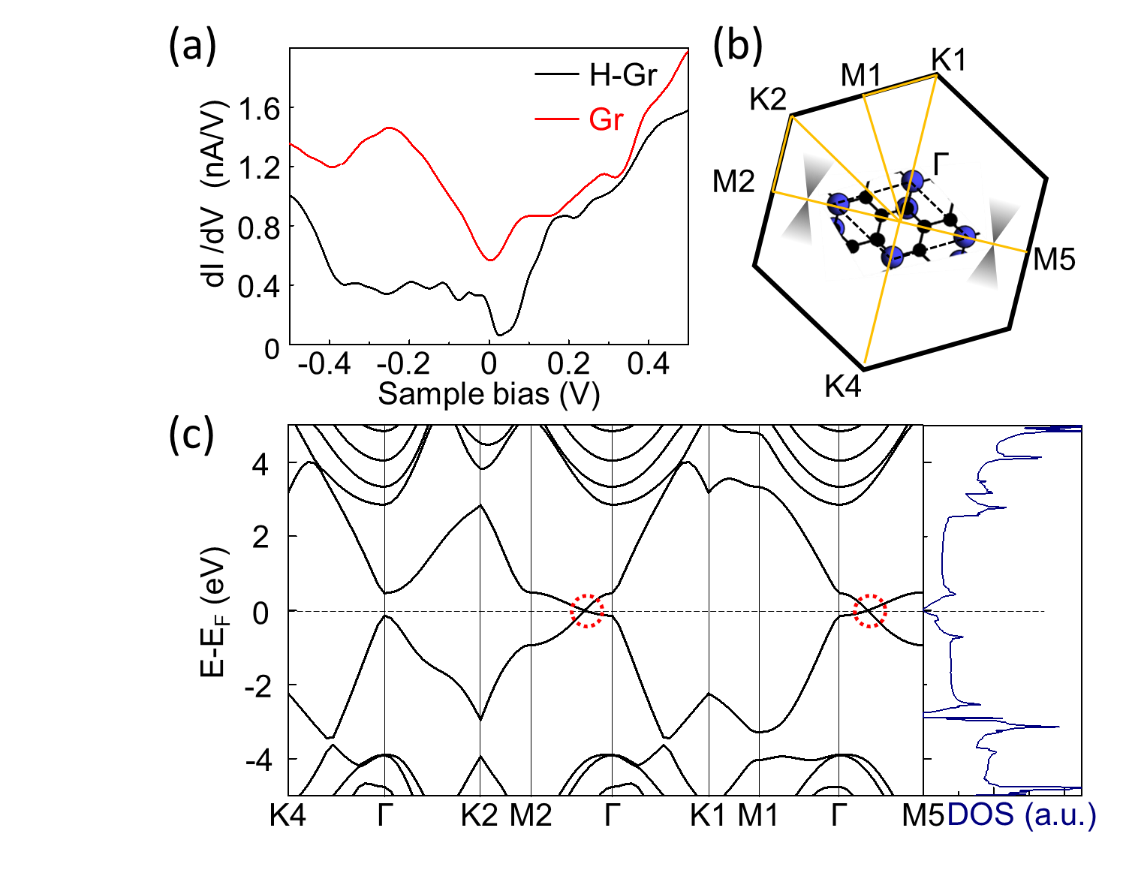 (a)
dI /dV (nA/V)
1.6
1.2
0.8
0.4
0
H-Gr
Gr
-0.4 -0.2 0 0.2 0.4
Sample bias (V)
(b)
K1
M1
K2
Γ
M2
M5
K4
(c)
E-EF (eV)
4
2
0
-2
-4
K4 Γ K2 M2 Γ K1 M1 Γ M5 DOS (a.u.)